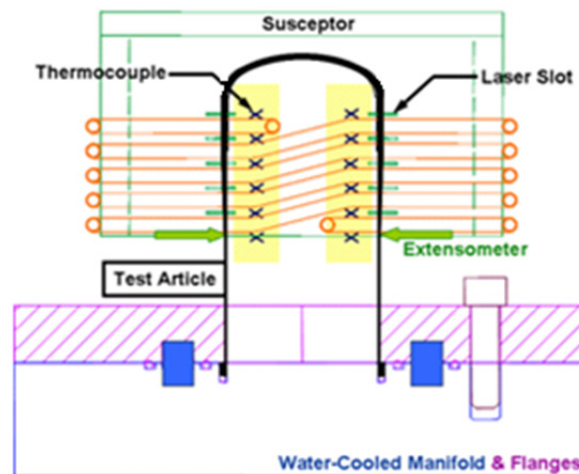 Susceptor
Thermocouple
Laser Slot
Extensometer
Test Article
Water-Cooled Manifold & Flanges